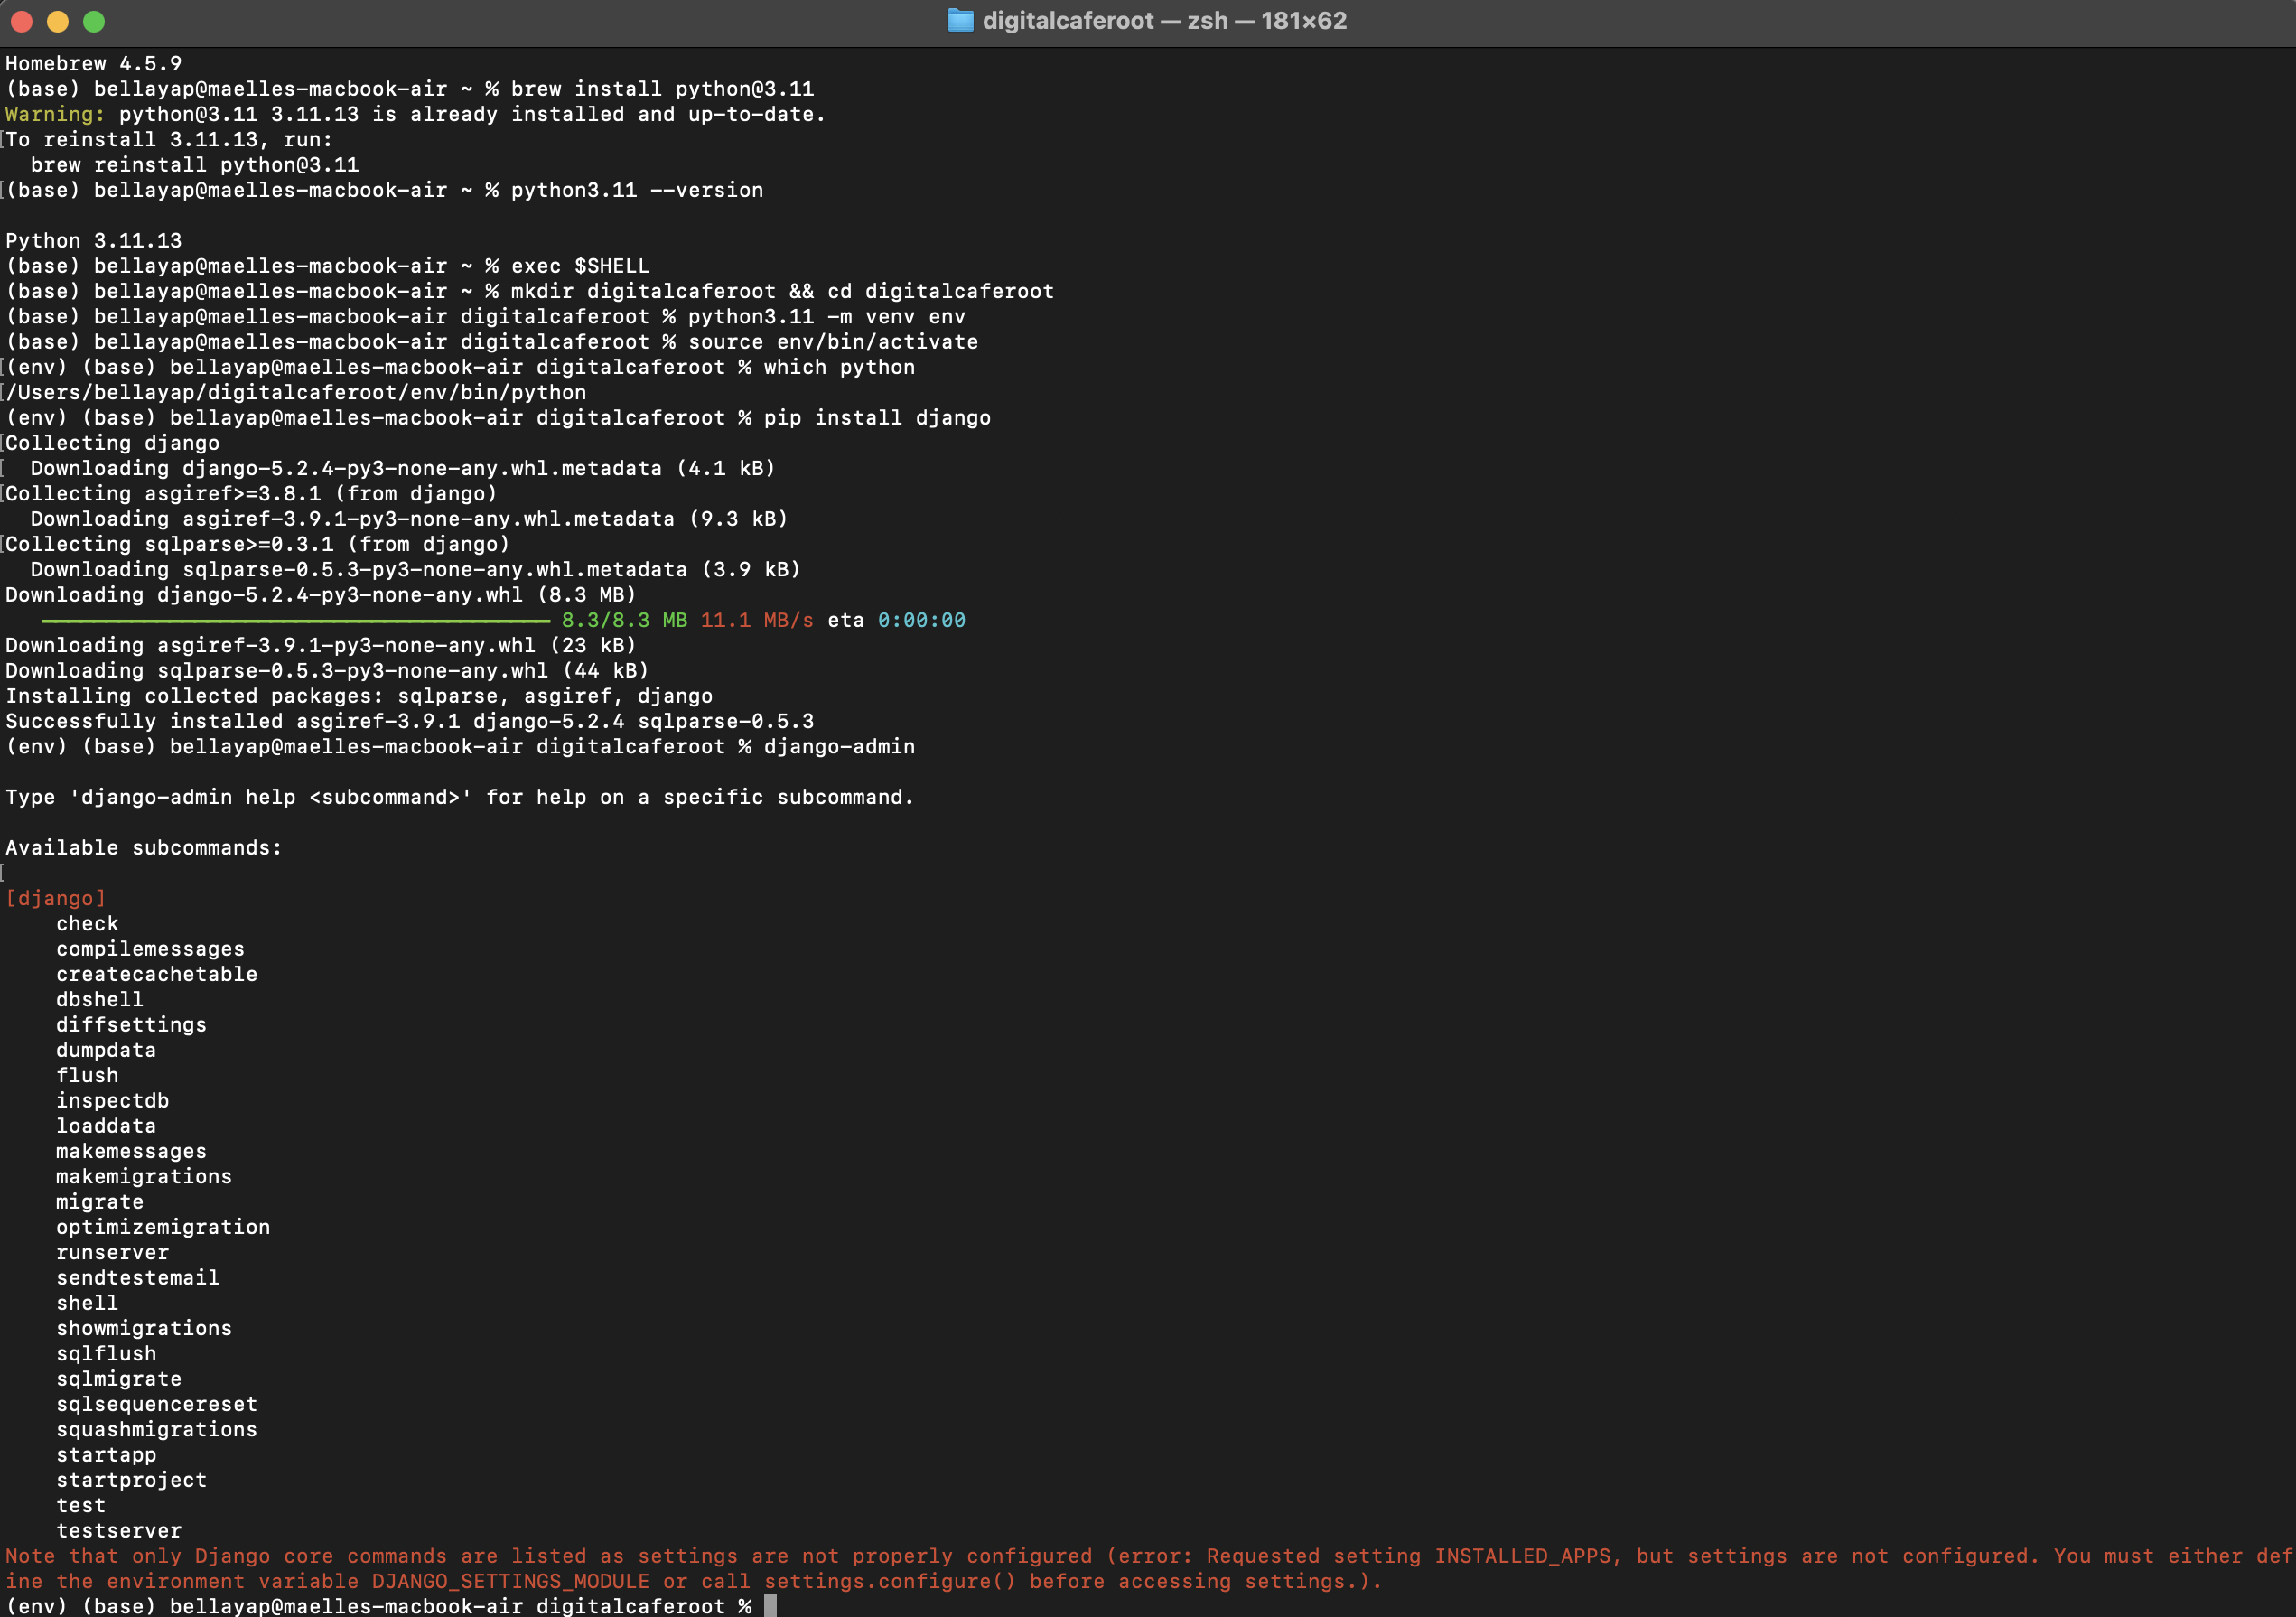 digitalcaferoot — zsh — 181×62
Homebrew 4.5.9
(base) bellayap@maelles-macbook-air ~ % brew install python@3.11
Warning: python@3.11 3.11.13 is already installed and up-to-date.
[To reinstall 3.11.13, run:
  brew reinstall python@3.11
[(base) bellayap@maelles-macbook-air ~ % python3.11 --version

Python 3.11.13
(base) bellayap@maelles-macbook-air ~ % exec $SHELL
(base) bellayap@maelles-macbook-air ~ % mkdir digitalcaferoot && cd digitalcaferoot
(base) bellayap@maelles-macbook-air digitalcaferoot % python3.11 -m venv env
(base) bellayap@maelles-macbook-air digitalcaferoot % source env/bin/activate
[(env) (base) bellayap@maelles-macbook-air digitalcaferoot % which python
[/Users/bellayap/digitalcaferoot/env/bin/python
(env) (base) bellayap@maelles-macbook-air digitalcaferoot % pip install django
[Collecting django
[  Downloading django-5.2.4-py3-none-any.whl.metadata (4.1 kB)
[Collecting asgiref>=3.8.1 (from django)
  Downloading asgiref-3.9.1-py3-none-any.whl.metadata (9.3 kB)
[Collecting sqlparse>=0.3.1 (from django)
  Downloading sqlparse-0.5.3-py3-none-any.whl.metadata (3.9 kB)
Downloading django-5.2.4-py3-none-any.whl (8.3 MB)
   ━━━━━━━━━━━━━━━━━━━━━━━━━━━━━━━━━━━━━━━━ 8.3/8.3 MB 11.1 MB/s eta 0:00:00
Downloading asgiref-3.9.1-py3-none-any.whl (23 kB)
Downloading sqlparse-0.5.3-py3-none-any.whl (44 kB)
Installing collected packages: sqlparse, asgiref, django
Successfully installed asgiref-3.9.1 django-5.2.4 sqlparse-0.5.3
(env) (base) bellayap@maelles-macbook-air digitalcaferoot % django-admin

Type 'django-admin help <subcommand>' for help on a specific subcommand.

Available subcommands:
[
[django]
    check
    compilemessages
    createcachetable
    dbshell
    diffsettings
    dumpdata
    flush
    inspectdb
    loaddata
    makemessages
    makemigrations
    migrate
    optimizemigration
    runserver
    sendtestemail
    shell
    showmigrations
    sqlflush
    sqlmigrate
    sqlsequencereset
    squashmigrations
    startapp
    startproject
    test
    testserver
Note that only Django core commands are listed as settings are not properly configured (error: Requested setting INSTALLED_APPS, but settings are not configured. You must either def
ine the environment variable DJANGO_SETTINGS_MODULE or call settings.configure() before accessing settings.).
(env) (base) bellayap@maelles-macbook-air digitalcaferoot %